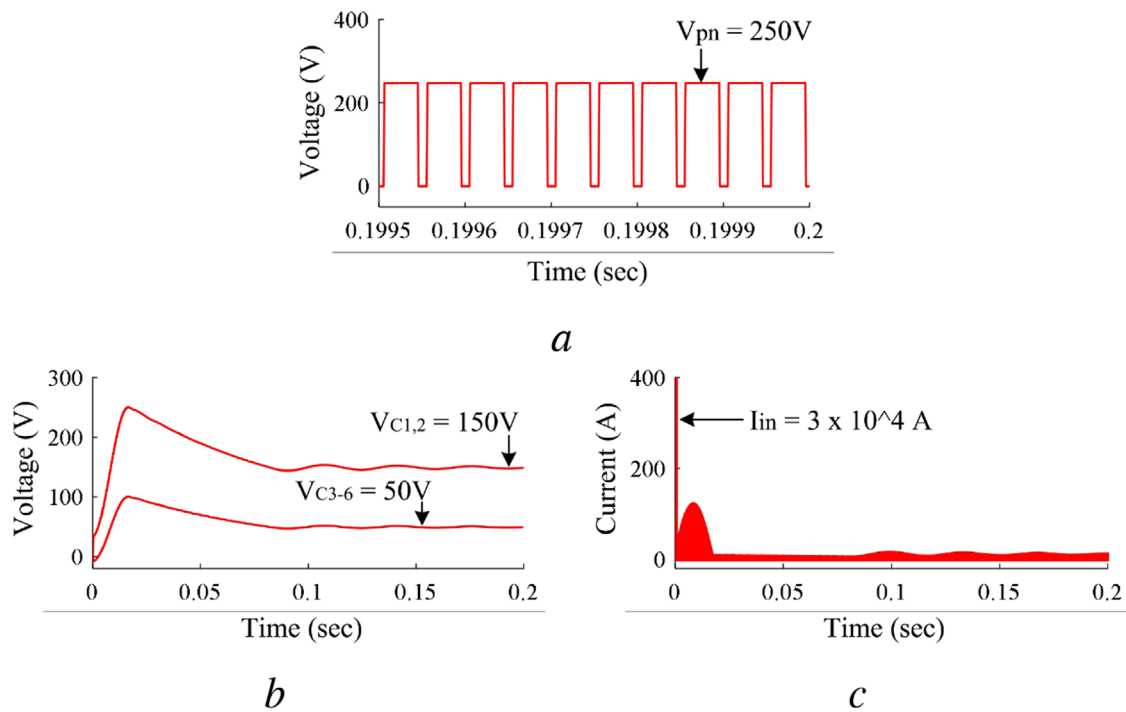 400
Vpn = 250V
Voltage (V)
200
0
0.1995 0.1996 0.1997 0.1998 0.1999 0.2
Time (sec)
a
300
200
VC1,2 = 150V
Voltage (V)
100
VC3-6 = 50V
0
0 0.05 0.1 0.15 0.2
Time (sec)
b
400
Iin = 3 x 10^4 A
Current (A)
200
0
0 0.05 0.1 0.15 0.2
Time (sec)
c